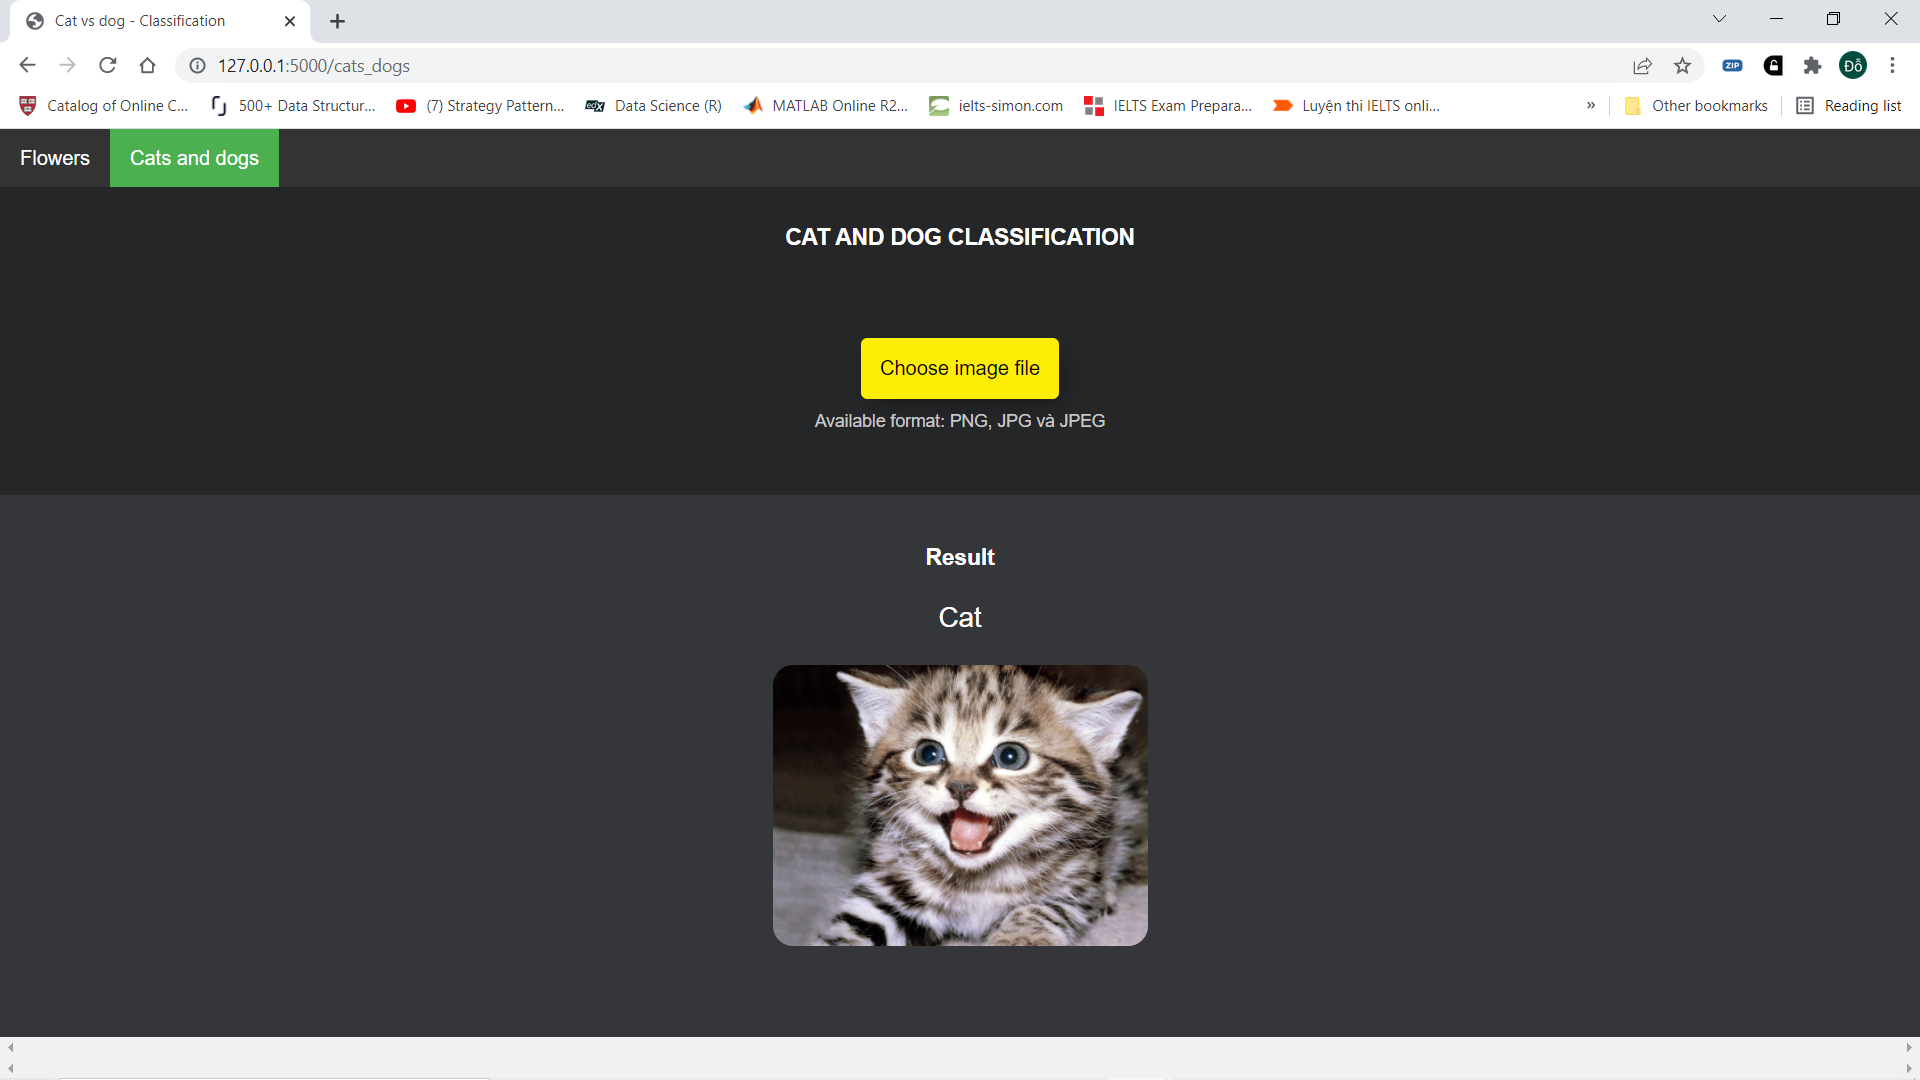 Cat vs dog - Classification
127.0.0.1:5000/cats_dogs
ZIP
Đỗ
Catalog of Online C... 500+ Data Structur... (7) Strategy Pattern... edX Data Science (R) MATLAB Online R2... ielts-simon.com IELTS Exam Prepara... Luyện thi IELTS onli... » Other bookmarks Reading list
Flowers Cats and dogs
CAT AND DOG CLASSIFICATION
Choose image file
Available format: PNG, JPG và JPEG
Result
Cat